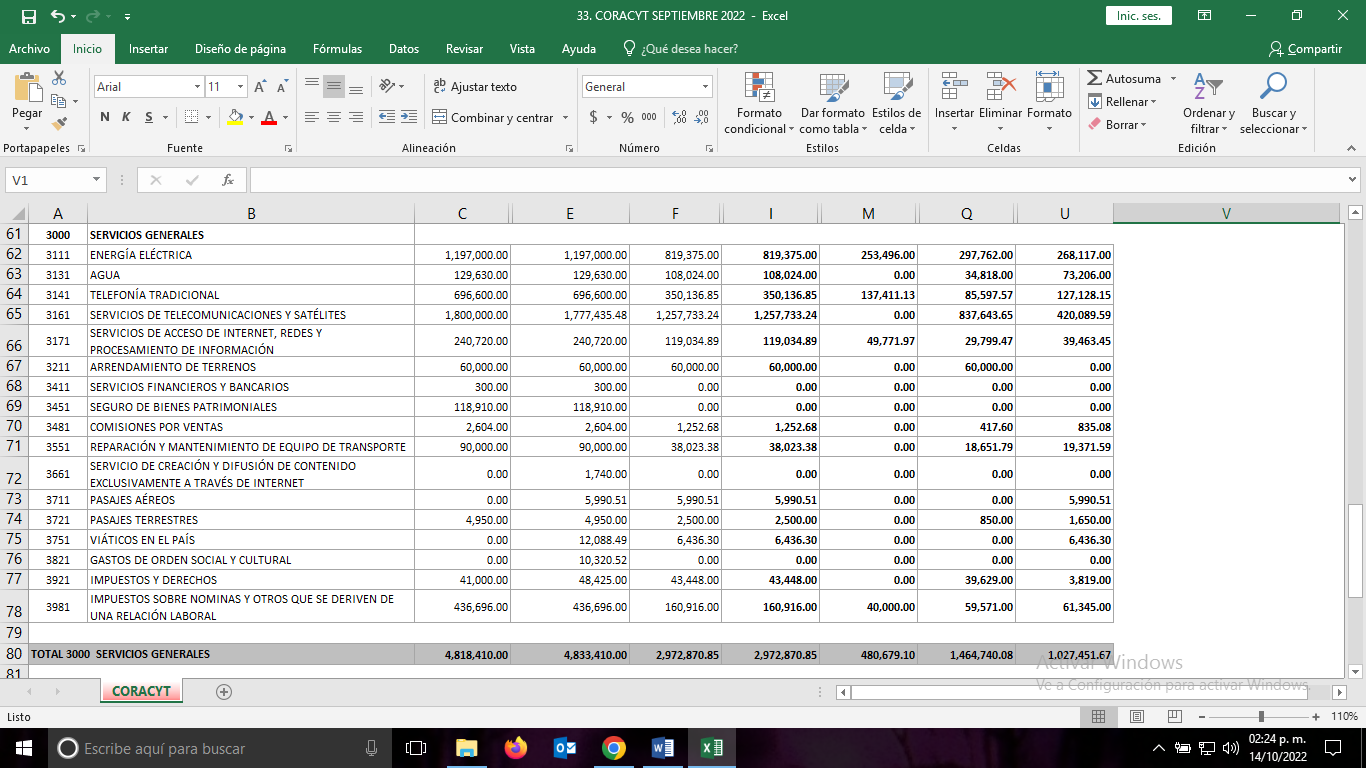 33. CORACYT SEPTIEMBRE 2022 - Excel Inic. ses.
Archivo Inicio Insertar Diseño de página Fórmulas Datos Revisar Vista Ayuda ¿Qué desea hacer? Compartir
Pegar Arial 11 Ajustar texto General Formato condicional Dar formato como tabla Estilos de celda Insertar Eliminar Formato Autosuma Ordenar y filtrar Buscar y seleccionar
N K S Combinar y centrar $ % 000 Rellenar
Borrar
Portapapeles Fuente Alineación Número Estilos Celdas Edición
V1 fx
A B C E F I M Q U V
61 3000 SERVICIOS GENERALES
62 3111 ENERGÍA ELÉCTRICA 1,197,000.00 1,197,000.00 819,375.00 819,375.00 253,496.00 297,762.00 268,117.00
63 3131 AGUA 129,630.00 129,630.00 108,024.00 108,024.00 0.00 34,818.00 73,206.00
64 3141 TELEFONÍA TRADICIONAL 696,600.00 696,600.00 350,136.85 350,136.85 137,411.13 85,597.57 127,128.15
65 3161 SERVICIOS DE TELECOMUNICACIONES Y SATÉLITES 1,800,000.00 1,777,435.48 1,257,733.24 1,257,733.24 0.00 837,643.65 420,089.59
66 3171 SERVICIOS DE ACCESO DE INTERNET, REDES Y
PROCESAMIENTO DE INFORMACIÓN 240,720.00 240,720.00 119,034.89 119,034.89 49,771.97 29,799.47 39,463.45
67 3211 ARRENDAMIENTO DE TERRENOS 60,000.00 60,000.00 60,000.00 60,000.00 0.00 60,000.00 0.00
68 3411 SERVICIOS FINANCIEROS Y BANCARIOS 300.00 300.00 0.00 0.00 0.00 0.00 0.00
69 3451 SEGURO DE BIENES PATRIMONIALES 118,910.00 118,910.00 0.00 0.00 0.00 0.00 0.00
70 3481 COMISIONES POR VENTAS 2,604.00 2,604.00 1,252.68 1,252.68 0.00 417.60 835.08
71 3551 REPARACIÓN Y MANTENIMIENTO DE EQUIPO DE TRANSPORTE 90,000.00 90,000.00 38,023.38 38,023.38 0.00 18,651.79 19,371.59
72 3661 SERVICIO DE CREACIÓN Y DIFUSIÓN DE CONTENIDO
EXCLUSIVAMENTE A TRAVÉS DE INTERNET 0.00 1,740.00 0.00 0.00 0.00 0.00 0.00
73 3711 PASAJES AÉREOS 0.00 5,990.51 5,990.51 5,990.51 0.00 0.00 5,990.51
74 3721 PASAJES TERRESTRES 4,950.00 4,950.00 2,500.00 2,500.00 0.00 850.00 1,650.00
75 3751 VIÁTICOS EN EL PAÍS 0.00 12,088.49 6,436.30 6,436.30 0.00 0.00 6,436.30
76 3821 GASTOS DE ORDEN SOCIAL Y CULTURAL 0.00 10,320.52 0.00 0.00 0.00 0.00 0.00
77 3921 IMPUESTOS Y DERECHOS 41,000.00 48,425.00 43,448.00 43,448.00 0.00 39,629.00 3,819.00
78 3981 IMPUESTOS SOBRE NOMINAS Y OTROS QUE SE DERIVEN DE
UNA RELACIÓN LABORAL 436,696.00 436,696.00 160,916.00 160,916.00 40,000.00 59,571.00 61,345.00
79
80 TOTAL 3000 SERVICIOS GENERALES 4,818,410.00 4,833,410.00 2,972,870.85 2,972,870.85 480,679.10 1,464,740.08 1,027,451.67
81
Activar Windows
Ve a Configuración para activar Windows.
CORACYT
Listo 110%
Escribe aquí para buscar 02:24 p. m.
14/10/2022